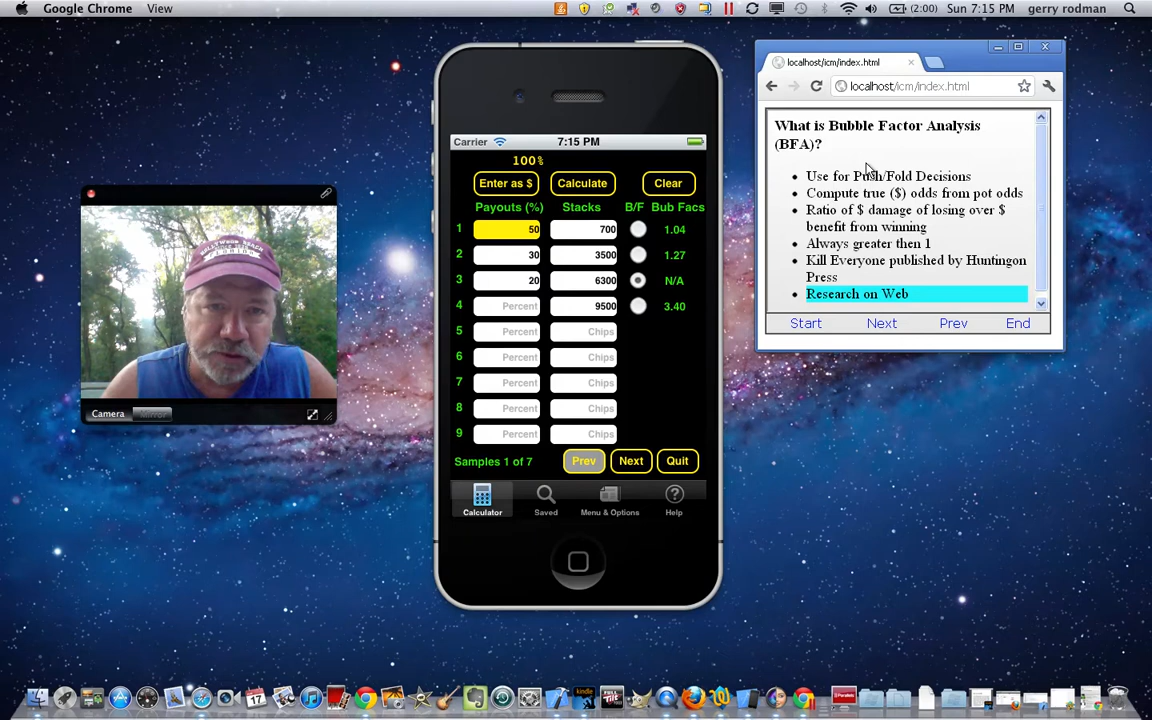 Google Chrome View
(2:00) Sun 7:15 PM gerry rodman
Camera
Carrier 7:15 PM
100%
Enter as $ Calculate Clear
Payouts (%) Stacks B/F Bub Facs
1 50 700 1.04
2 30 3500 1.27
3 20 6300 N/A
4 Percent 9500 3.40
5 Percent Chips
6 Percent Chips
7 Percent Chips
8 Percent Chips
9 Percent Chips
Samples 1 of 7 Prev Next Quit
Calculator Saved Menu & Options Help
localhost/icm/index.html
localhost/icm/index.html
What is Bubble Factor Analysis
(BFA)?
Use for Push/Fold Decisions
Compute true ($) odds from pot odds
Ratio of $ damage of losing over $
benefit from winning
Always greater then 1
Kill Everyone published by Huntingon
Press
Research on Web
Start Next Prev End
17
kindle
FULL TILT